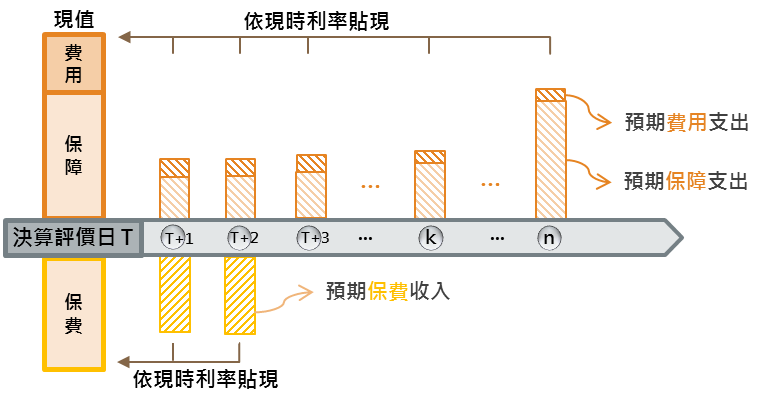 現值
依現時利率貼現
費用
保障
預期費用支出
預期保障支出
...
...
決算評價日 T
T+1
T+2
T+3
...
k
...
n
保費
預期保費收入
依現時利率貼現